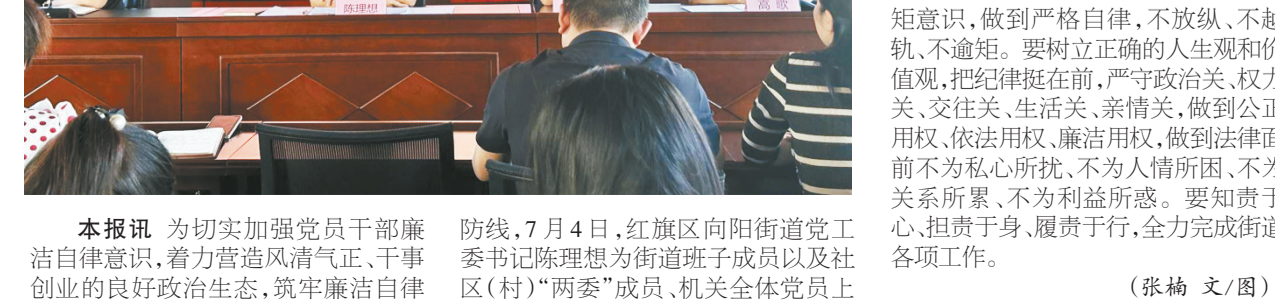 陈理想
高歌
本报讯 为切实加强党员干部廉
洁自律意识,着力营造风清气正、干事
创业的良好政治生态,筑牢廉洁自律
防线,7月4日,红旗区向阳街道党工
委书记陈理想为街道班子成员以及社
区(村)“两委”成员、机关全体党员上
矩意识,做到严格自律,不放纵、不越
轨、不逾矩。要树立正确的人生观和价
值观,把纪律挺在前,严守政治关、权力
关、交往关、生活关、亲情关,做到公正
用权、依法用权、廉洁用权,做到法律面
前不为私心所扰、不为人情所困、不为
关系所累、不为利益所惑。要知责于
心、担责于身、履责于行,全力完成街道
各项工作。
(张楠 文/图)